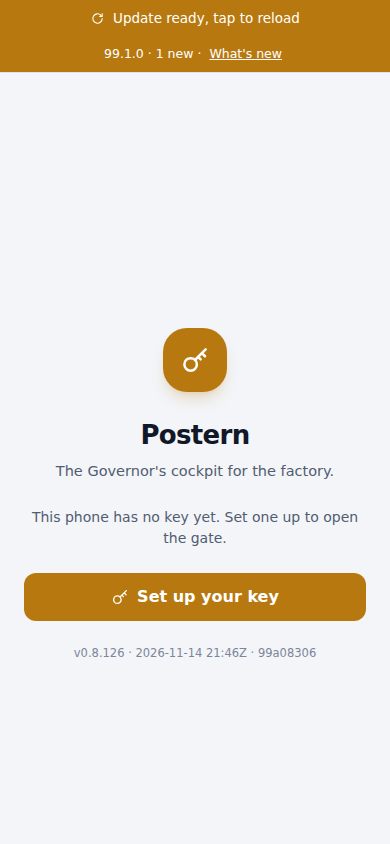 Update ready, tap to reload
99.1.0 · 1 new · What's new
Postern
The Governor's cockpit for the factory.
This phone has no key yet. Set one up to open
the gate.
Set up your key
v0.8.126 · 2026-11-14 21:46Z · 99a08306